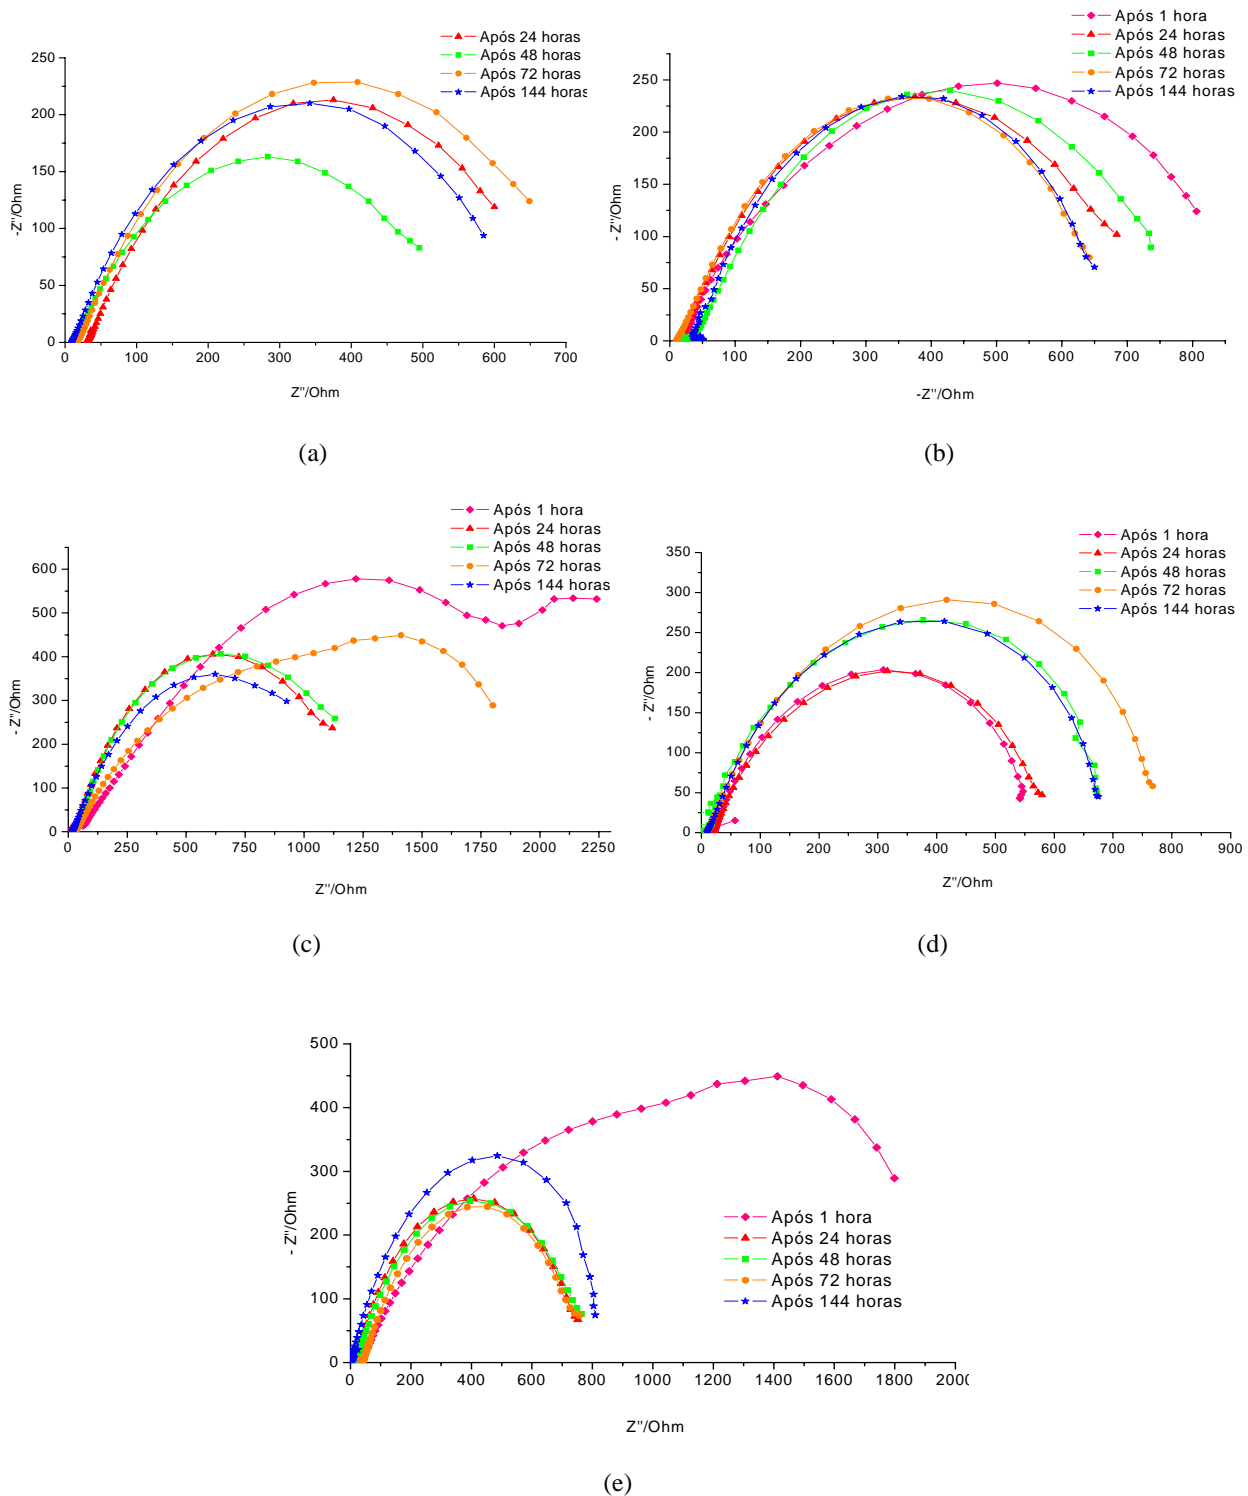 Após 24 horas
Após 48 horas
Após 72 horas
Após 144 horas
250
200
150
100
50
0
-Z"/Ohm
0 100 200 300 400 500 600 700
Z"/Ohm
(a)
Após 1 hora
Após 24 horas
Após 48 horas
Após 72 horas
Após 144 horas
250
200
150
100
50
0
- Z"/Ohm
0 100 200 300 400 500 600 700 800
-Z"/Ohm
(b)
Após 1 hora
Após 24 horas
Após 48 horas
Após 72 horas
Após 144 horas
600
500
400
300
200
100
0
- Z"/Ohm
0 250 500 750 1000 1250 1500 1750 2000 2250
Z"/Ohm
(c)
Após 1 hora
Após 24 horas
Após 48 horas
Após 72 horas
Após 144 horas
350
300
250
200
150
100
50
0
- Z"/Ohm
0 100 200 300 400 500 600 700 800 900
Z"/Ohm
(d)
500
400
300
200
100
0
- Z"/Ohm
Após 1 hora
Após 24 horas
Após 48 horas
Após 72 horas
Após 144 horas
0 200 400 600 800 1000 1200 1400 1600 1800 2000
Z"/Ohm
(e)